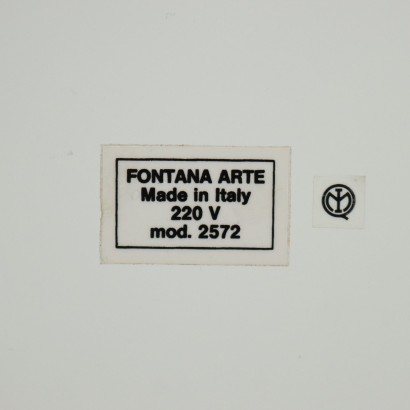 FONTANA ARTE
Made in Italy
220 V
mod. 2572